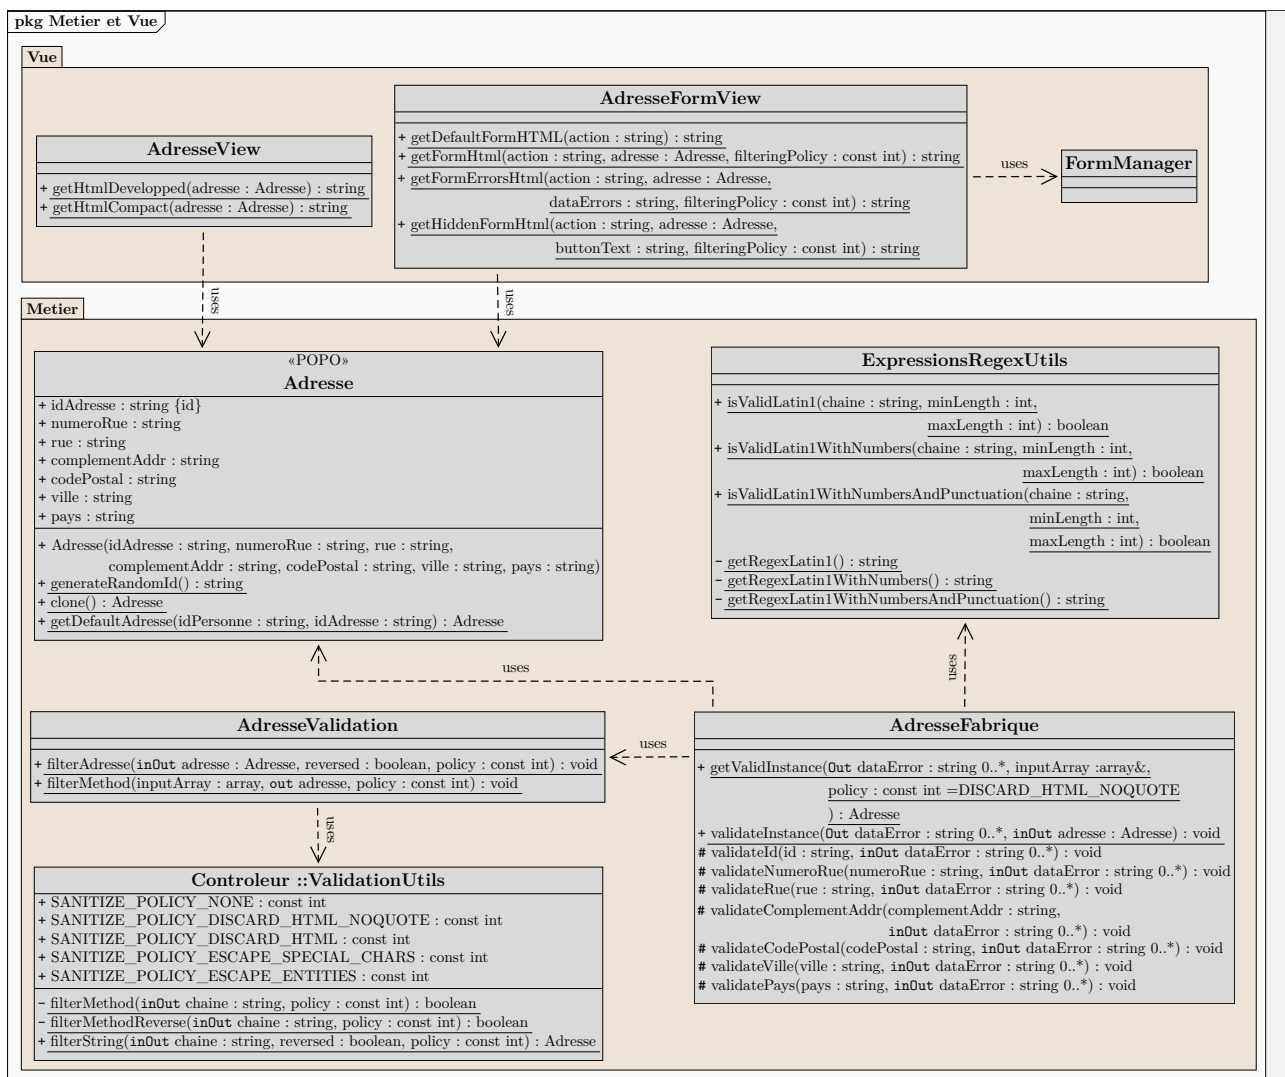 pkg Metier et Vue
Vue
AdresseView
+ getHtmlDevelopped(adresse : Adresse) : string
+ getHtmlCompact(adresse : Adresse) : string
AdresseFormView
+ getDefaultFormHTML(action : string) : string
+ getFormHtml(action : string, adresse : Adresse, filteringPolicy : const int) : string
+ getFormErrorsHtml(action : string, adresse : Adresse,
dataErrors : string, filteringPolicy : const int) : string
+ getHiddenFormHtml(action : string, adresse : Adresse,
buttonText : string, filteringPolicy : const int) : string
uses
FormManager
uses
uses
Metier
«POPO»
Adresse
+ idAdresse : string {id}
+ numeroRue : string
+ rue : string
+ complementAddr : string
+ codePostal : string
+ ville : string
+ pays : string
+ Adresse(idAdresse : string, numeroRue : string, rue : string,
complementAddr : string, codePostal : string, ville : string, pays : string)
+ generateRandomId() : string
+ clone() : Adresse
+ getDefaultAdresse(idPersonne : string, idAdresse : string) : Adresse
ExpressionsRegexUtils
+ isValidLatin1(chaine : string, minLength : int,
maxLength : int) : boolean
+ isValidLatin1WithNumbers(chaine : string, minLength : int,
maxLength : int) : boolean
+ isValidLatin1WithNumbersAndPunctuation(chaine : string,
minLength : int,
maxLength : int) : boolean
- getRegexLatin1() : string
- getRegexLatin1WithNumbers() : string
- getRegexLatin1WithNumbersAndPunctuation() : string
uses
uses
AdresseValidation
+ filterAdresse(inOut adresse : Adresse, reversed : boolean, policy : const int) : void
+ filterMethod(inputArray : array, out adresse, policy : const int) : void
uses
AdresseFabrique
+ getValidInstance(Out dataError : string 0..*, inputArray :array&,
policy : const int =DISCARD_HTML_NOQUOTE
) : Adresse
+ validateInstance(Out dataError : string 0..*, inOut adresse : Adresse) : void
# validateId(id : string, inOut dataError : string 0..*) : void
# validateNumeroRue(numeroRue : string, inOut dataError : string 0..*) : void
# validateRue(rue : string, inOut dataError : string 0..*) : void
# validateComplementAddr(complementAddr : string,
inOut dataError : string 0..*) : void
# validateCodePostal(codePostal : string, inOut dataError : string 0..*) : void
# validateVille(ville : string, inOut dataError : string 0..*) : void
# validatePays(pays : string, inOut dataError : string 0..*) : void
uses
Controleur ::ValidationUtils
+ SANITIZE_POLICY_NONE : const int
+ SANITIZE_POLICY_DISCARD_HTML_NOQUOTE : const int
+ SANITIZE_POLICY_DISCARD_HTML : const int
+ SANITIZE_POLICY_ESCAPE_SPECIAL_CHARS : const int
+ SANITIZE_POLICY_ESCAPE_ENTITIES : const int
- filterMethod(inOut chaine : string, policy : const int) : boolean
- filterMethodReverse(inOut chaine : string, policy : const int) : boolean
+ filterString(inOut chaine : string, reversed : boolean, policy : const int) : Adresse